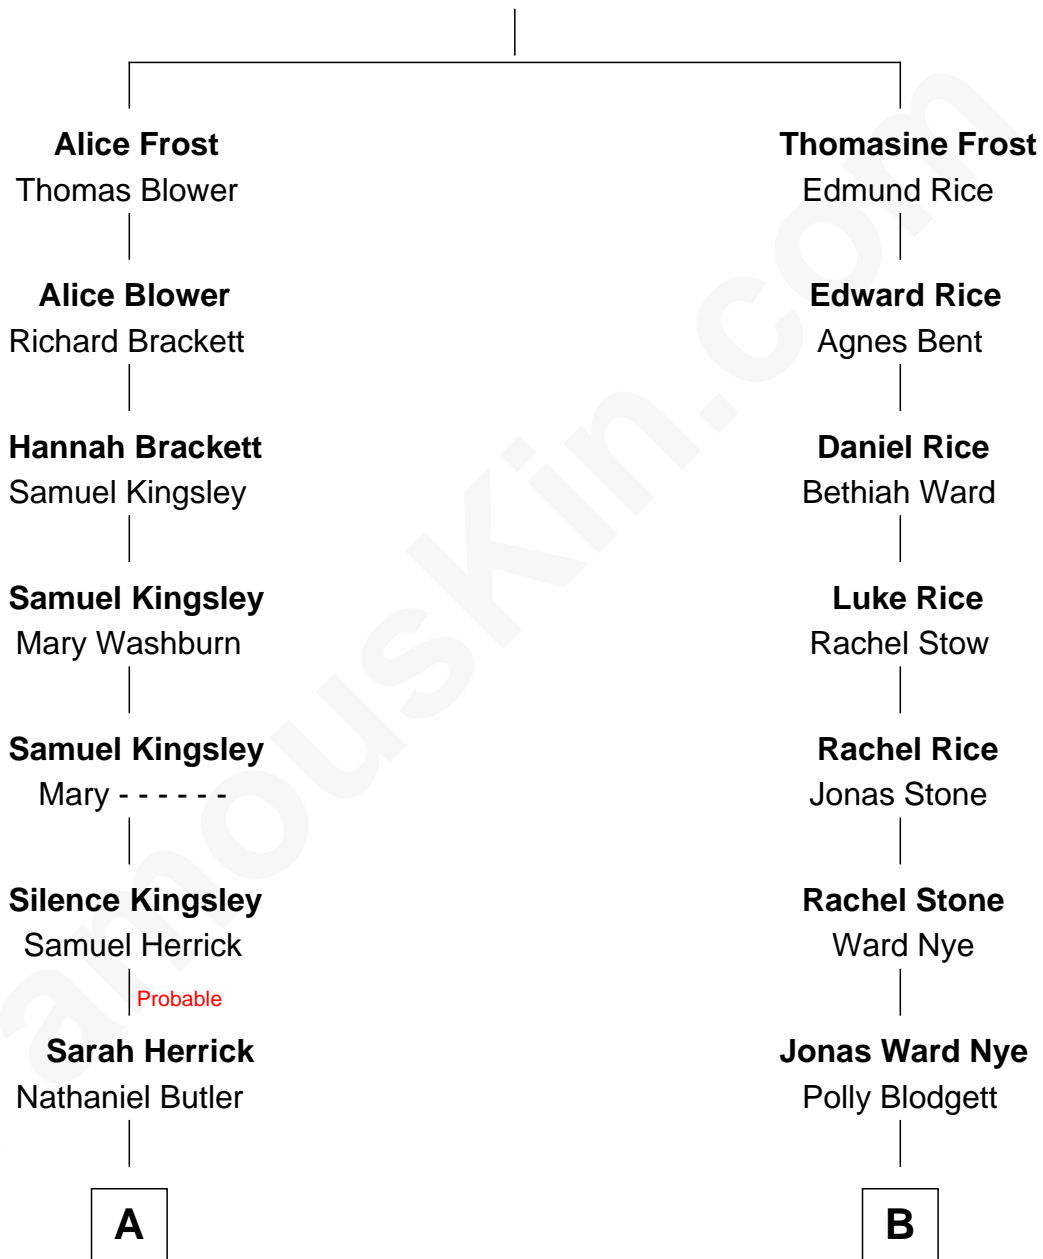 Alice Frost
Thomas Blower
Alice Blower
Richard Brackett
Hannah Brackett
Samuel Kingsley
Samuel Kingsley
Mary Washburn
Samuel Kingsley
Mary - - - - - -
Silence Kingsley
Samuel Herrick
Probable
Sarah Herrick
Nathaniel Butler
A
Thomasine Frost
Edmund Rice
Edward Rice
Agnes Bent
Daniel Rice
Bethiah Ward
Luke Rice
Rachel Stow
Rachel Rice
Jonas Stone
Rachel Stone
Ward Nye
Jonas Ward Nye
Polly Blodgett
B
amousKin.com